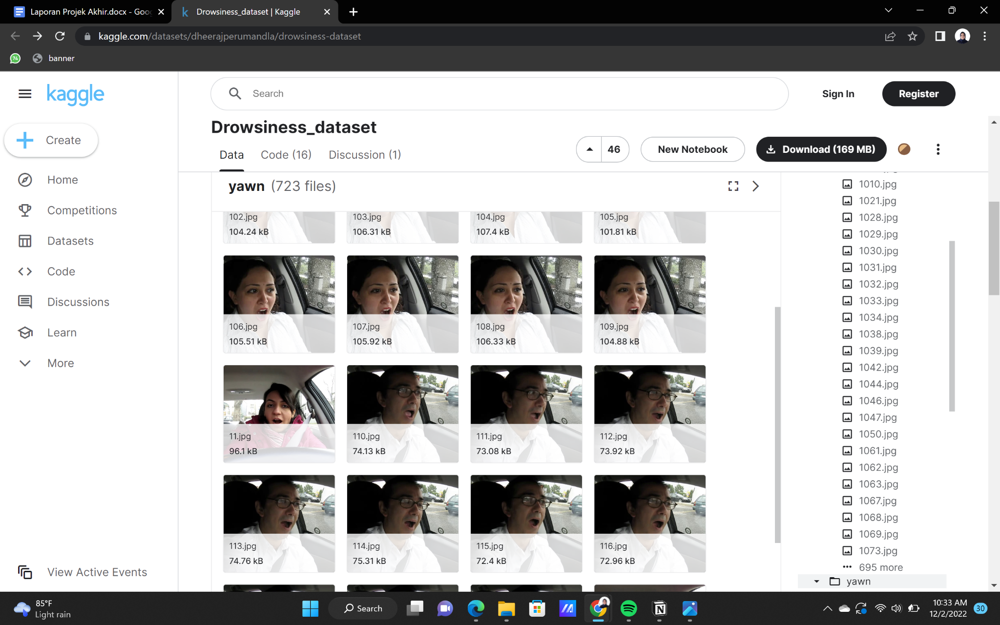 Laporan Projek Akhir.docx - Goo
Drowsiness_dataset | Kaggle
kaggle.com/datasets/dheerajperumandla/drowsiness-dataset
74
banner
kaggle
Search
Sign In
Register
Create
Home
Competitions
Datasets
Code
Discussions
Learn
More
View Active Events
Drowsiness_dataset
Data
Code (16)
Discussion (1)
46
New Notebook
Download (169 MB)
yawn (723 files)
102.jpg
104.24 kB
103.jpg
106.31 kB
104.jpg
107.4 kB
105.jpg
101.81 kB
106.jpg
105.51 kB
107.jpg
105.92 kB
108.jpg
106.33 kB
109.jpg
104.88 kB
11.jpg
96.1 kB
110.jpg
74.13 kB
111.jpg
73.08 kB
112.jpg
73.92 kB
113.jpg
74.76 kB
114.jpg
75.31 kB
115.jpg
72.4 kB
116.jpg
72.96 kB
1010.jpg
1021.jpg
1028.jpg
1029.jpg
1030.jpg
1031.jpg
1032.jpg
1033.jpg
1034.jpg
1038.jpg
1039.jpg
1042.jpg
1044.jpg
1046.jpg
1047.jpg
1050.jpg
1061.jpg
1062.jpg
1063.jpg
1067.jpg
1068.jpg
1069.jpg
1073.jpg
695 more
yawn
85°F
Light rain
Search
10:33 AM
12/2/2022
30